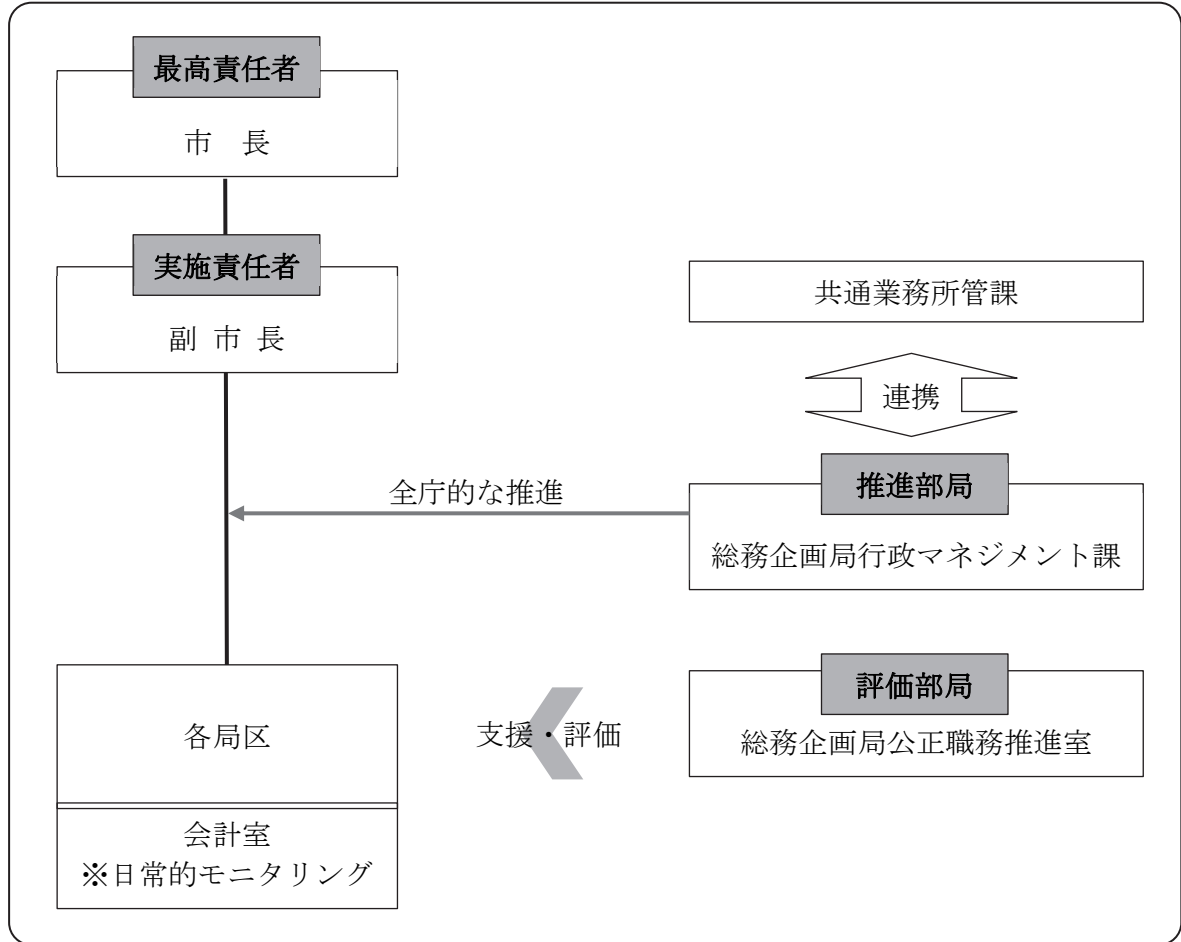 最高責任者
市　長
実施責任者
副 市 長
共通業務所管課
連携
推進部局
全庁的な推進
総務企画局行政マネジメント課
評価部局
各局区
支援・評価
総務企画局公正職務推進室
会計室
※日常的モニタリング